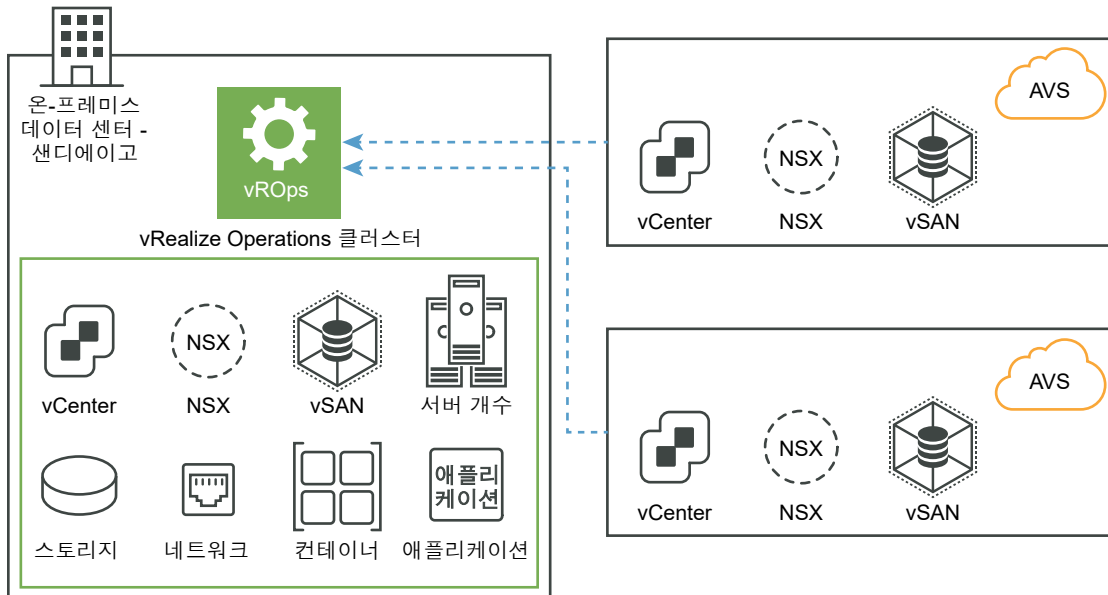 온-프레미스
데이터 센터 -
샌디에이고
vROps
vRealize Operations 클러스터
NSX
vCenter
NSX
vSAN
서버 개수
애플리
케이션
스토리지
네트워크
컨테이너
애플리케이션
AVS
NSX
vCenter
NSX
vSAN
AVS
NSX
vCenter
NSX
vSAN